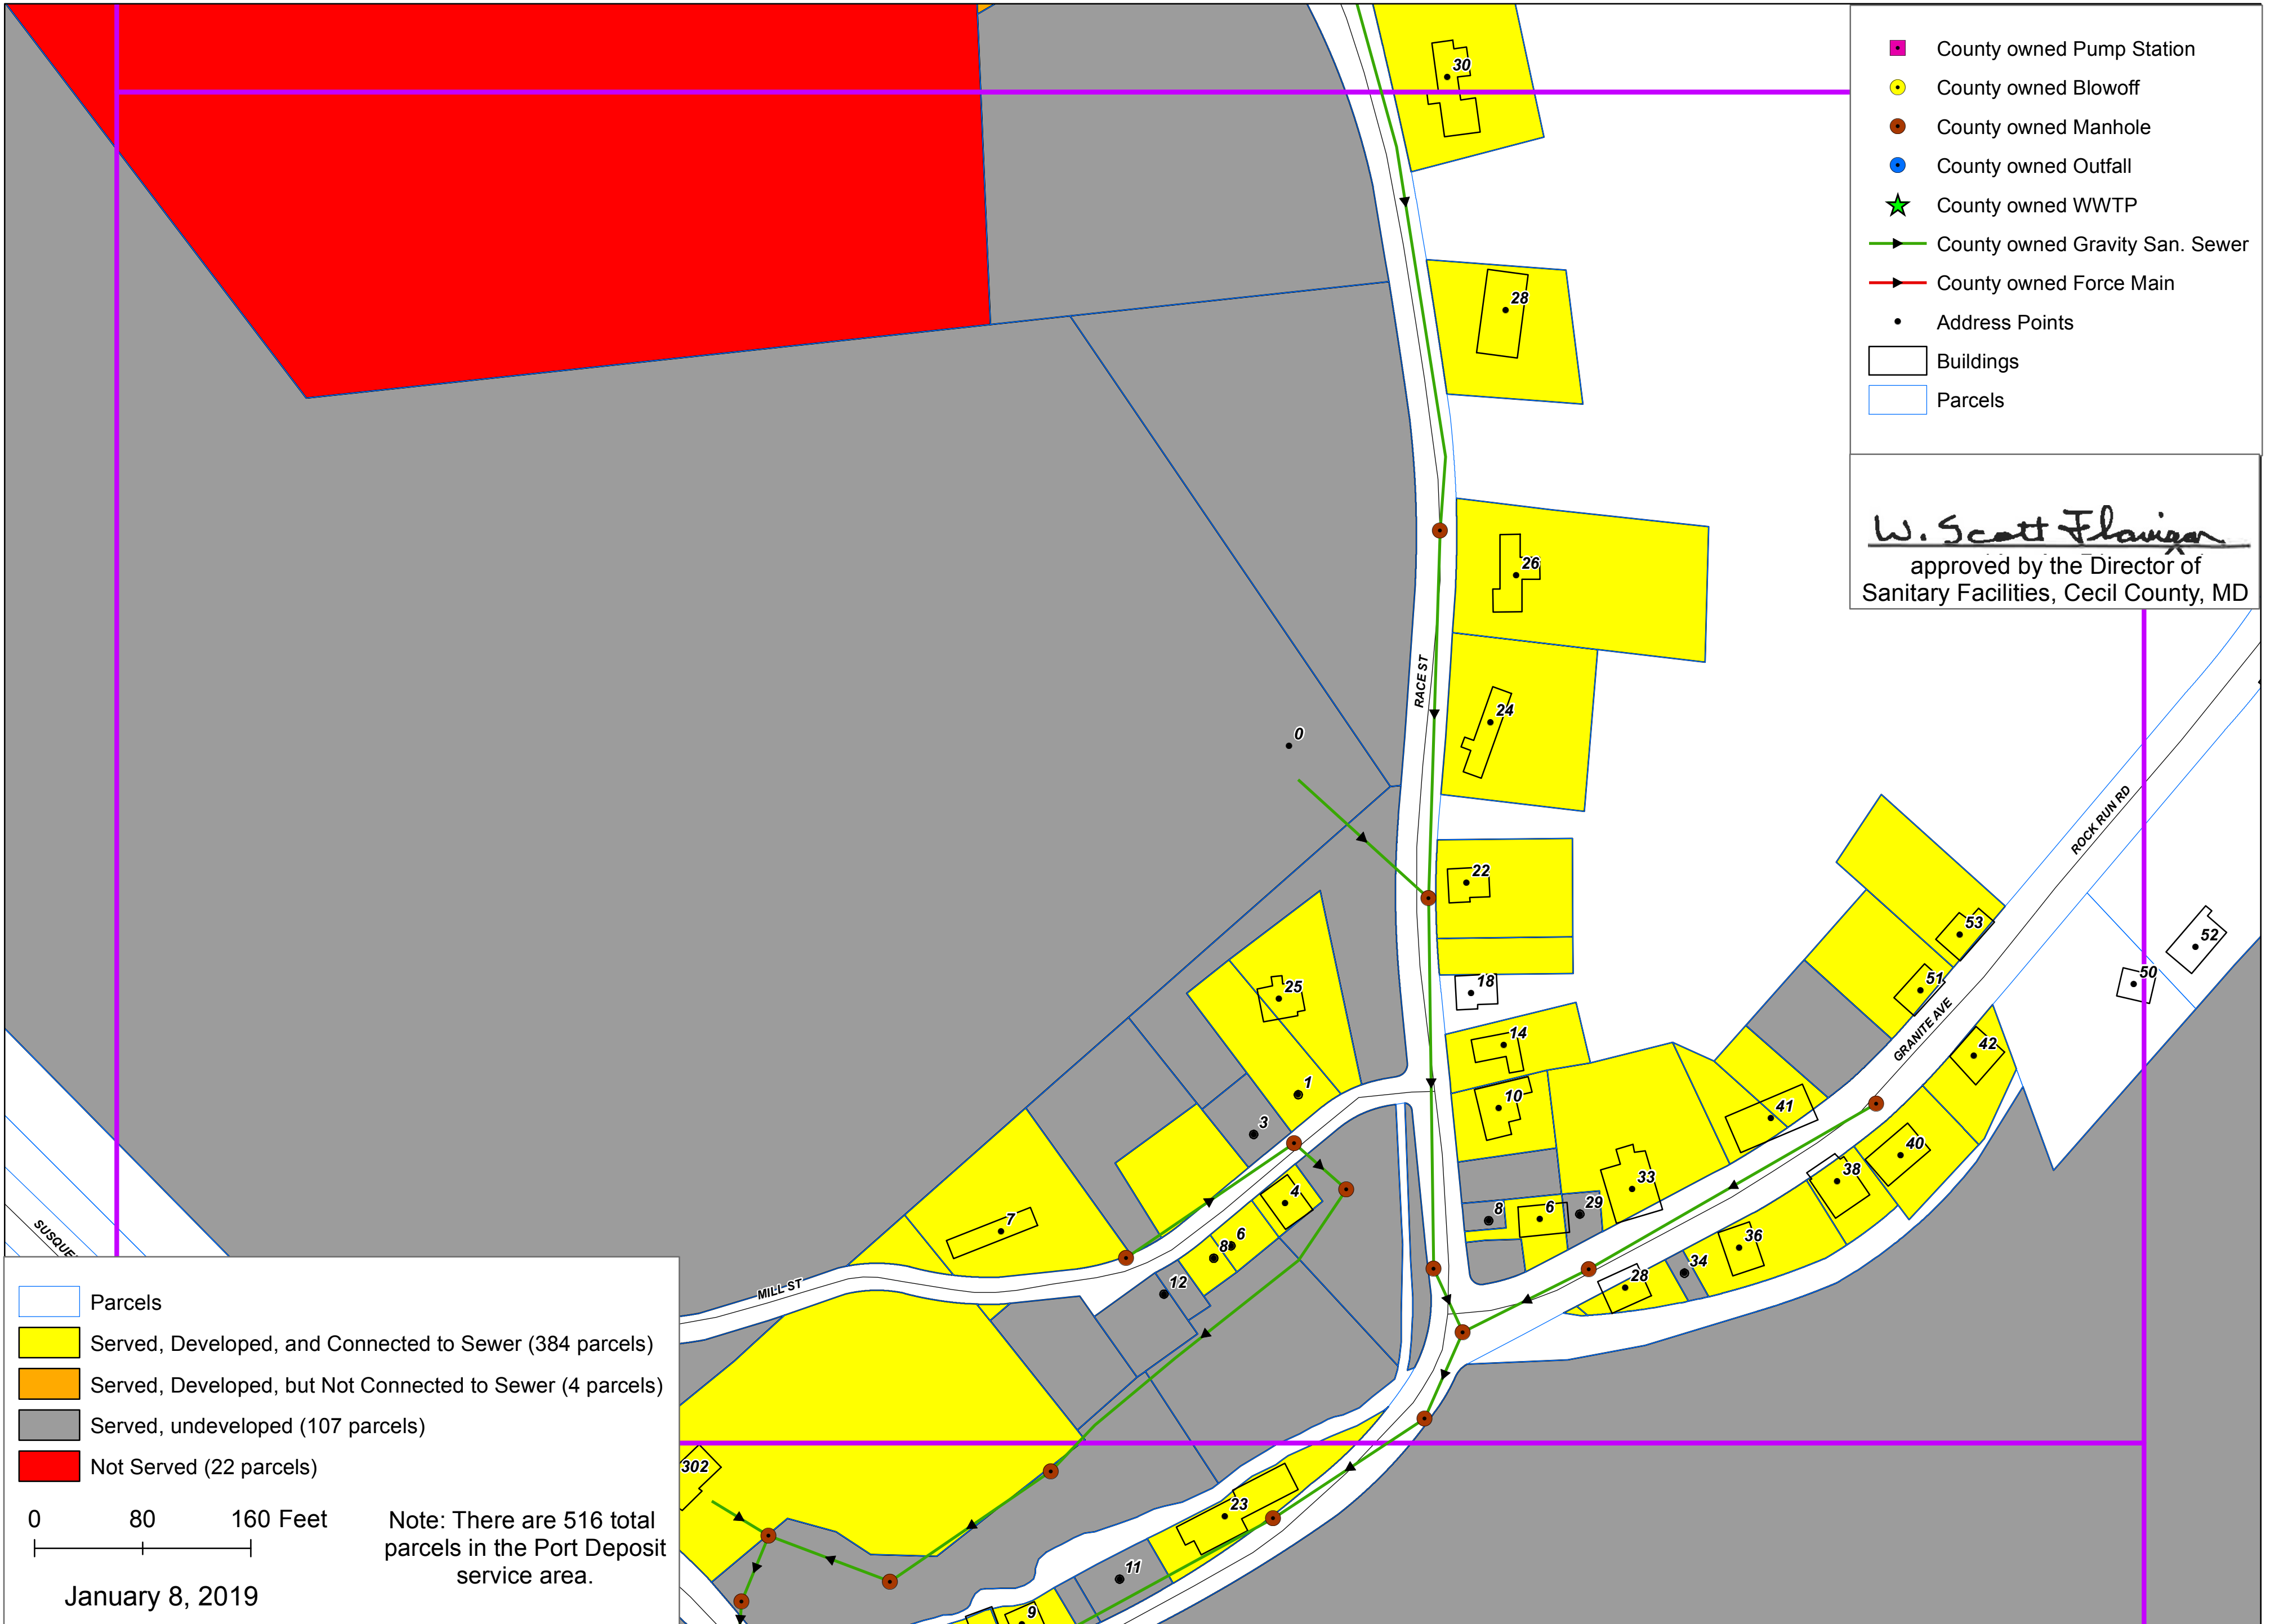 County owned Pump Station
County owned Blowoff
County owned Manhole
County owned Outfall
County owned WWTP
County owned Gravity San. Sewer
County owned Force Main
Address Points
Buildings
Parcels
W. Scott Flanigan
approved by the Director of
Sanitary Facilities, Cecil County, MD
30
28
26
RACE ST
24
0
22
ROCK RUN RD
53
52
50
51
18
25
14
GRANITE AVE
42
1
10
41
3
40
33
38
4
7
8
6
29
6
8
36
34
28
12
MILL ST
SUSQUE
302
23
11
9
Parcels
Served, Developed, and Connected to Sewer (384 parcels)
Served, Developed, but Not Connected to Sewer (4 parcels)
Served, undeveloped (107 parcels)
Not Served (22 parcels)
0 80 160 Feet
Note: There are 516 total
parcels in the Port Deposit
service area.
January 8, 2019